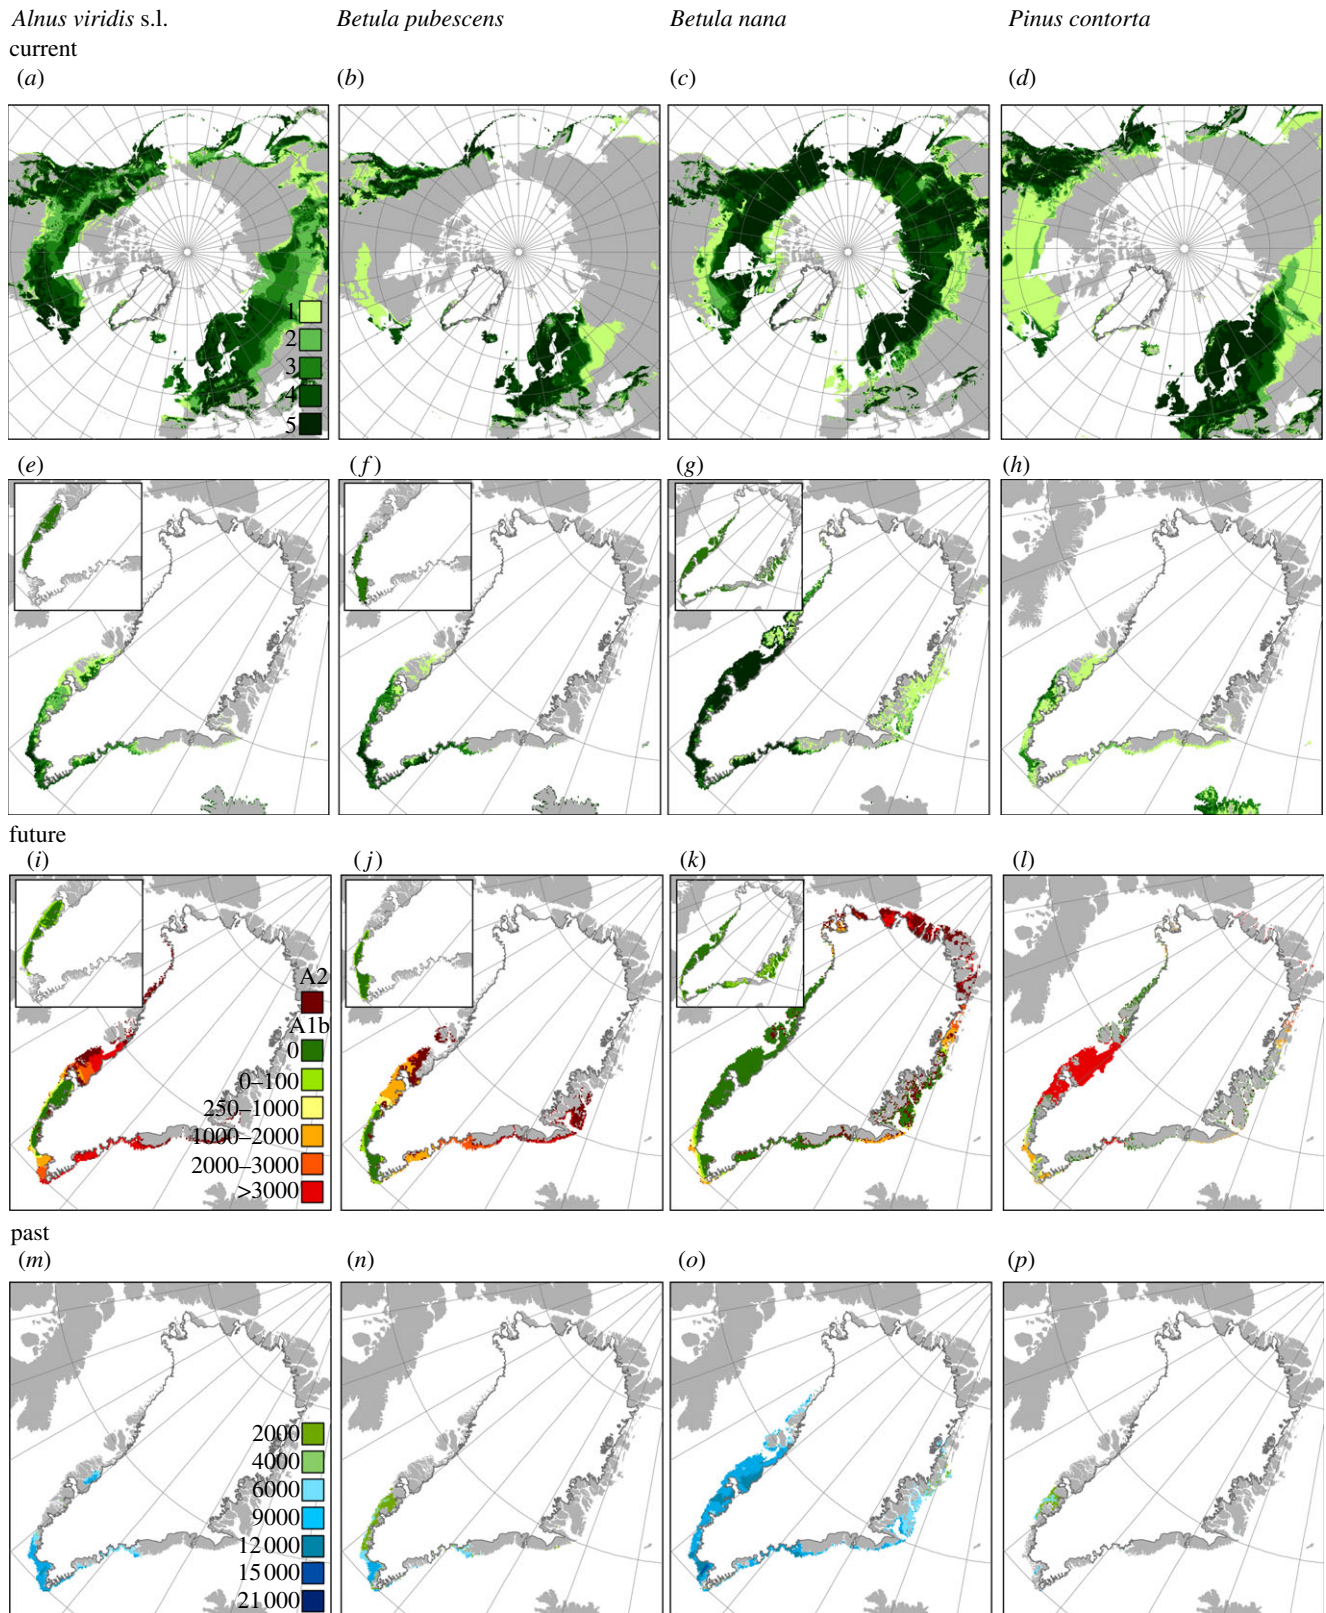 Alnus viridis s.l. Betula pubescens Betula nana Pinus contorta
current
(a) (b) (c) (d)
1
2
3
4
5
(e) (f) (g) (h)
future
(i) (j) (k) (l)
A2
A1b
0
0–100
250–1000
1000–2000
2000–3000
>3000
past
(m) (n) (o) (p)
2000
4000
6000
9000
12 000
15 000
21 000